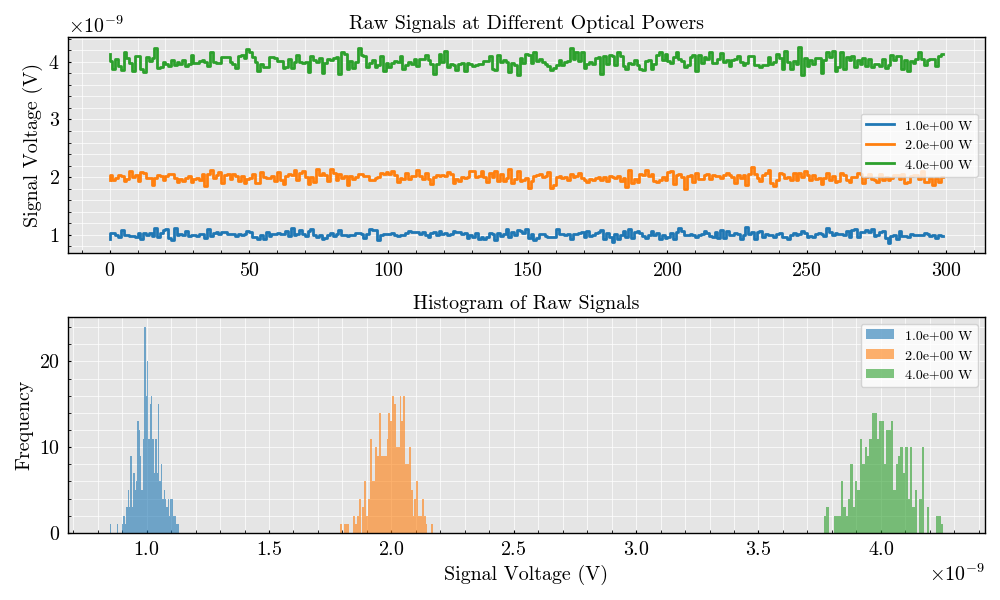 Raw Signals at Different Optical Powers
×10⁻⁹
Signal Voltage (V)
4
3
2
1
1.0e+00 W
2.0e+00 W
4.0e+00 W
0 50 100 150 200 250 300
Histogram of Raw Signals
Frequency
20
10
0
1.0e+00 W
2.0e+00 W
4.0e+00 W
1.0 1.5 2.0 2.5 3.0 3.5 4.0
Signal Voltage (V)
×10⁻⁹